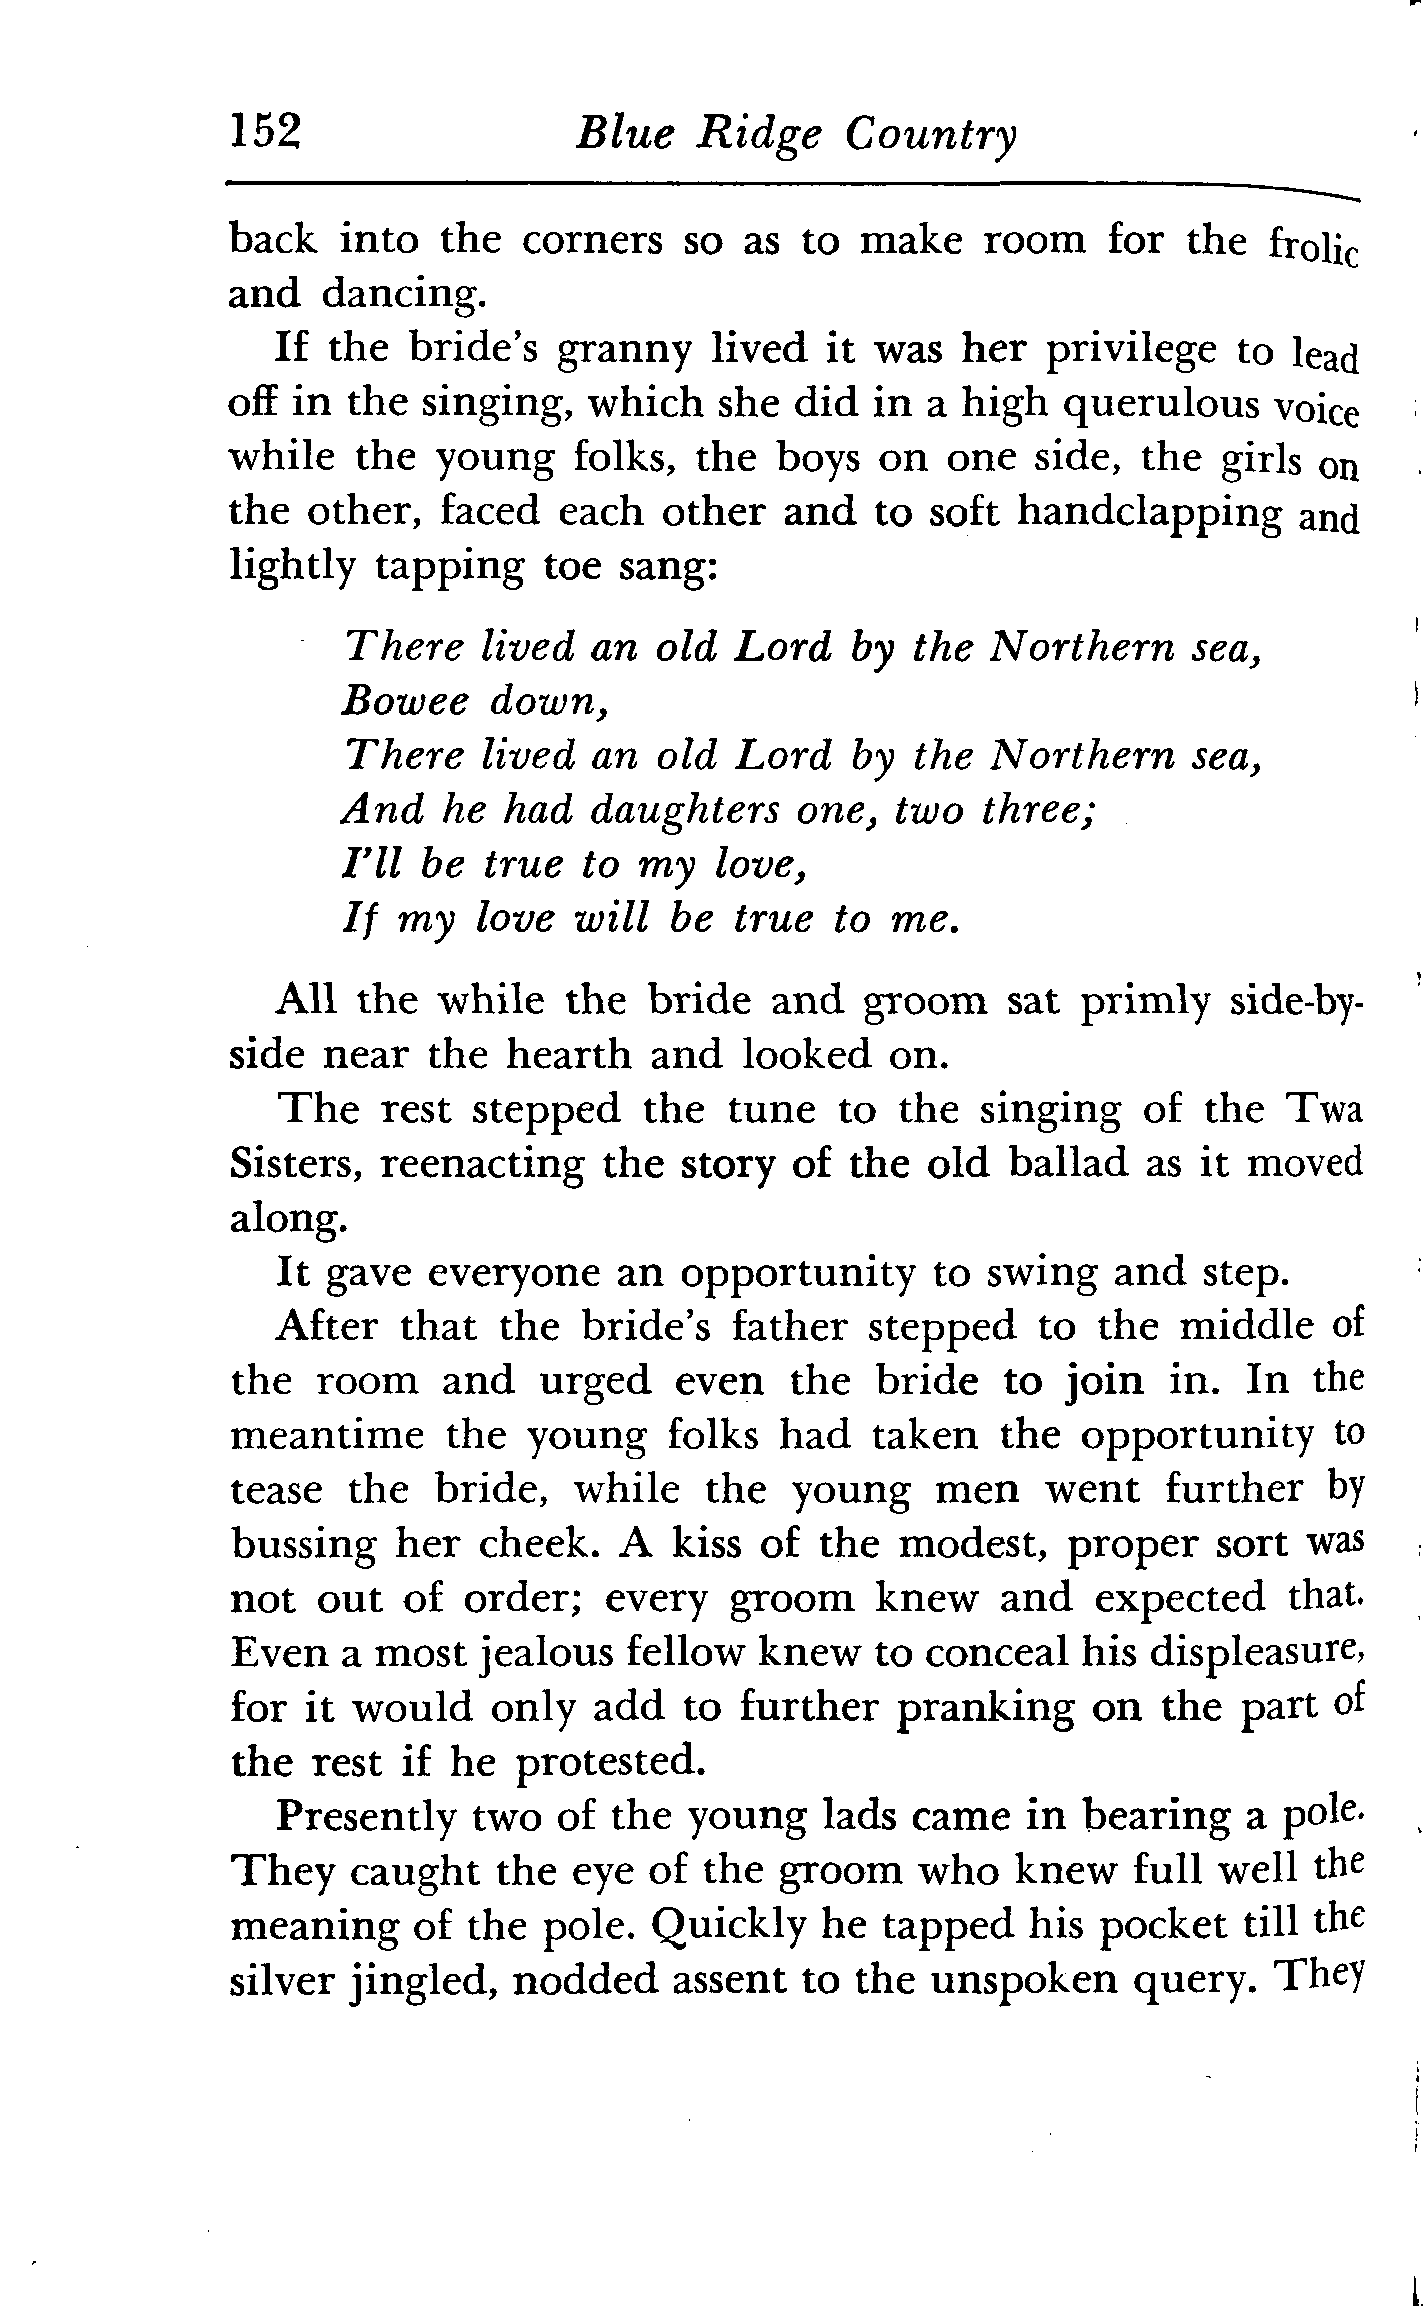 152 Blue Ridge Country
back into the corners so as to make room for the frolic
and dancing.
If the bride's granny lived it was her privilege to lead
off in the singing, which she did in a high querulous voice
while the young folks, the boys on one side, the girls on
the other, faced each other and to soft handclapping and
lightly tapping toe sang:
There lived an old Lord by the Northern sea,
Bowee down,
There lived an old Lord by the Northern sea,
And he had daughters one, two three;
I'll be true to my love,
If my love will be true to me.
All the while the bride and groom sat primly side-by-
side near the hearth and looked on.
The rest stepped the tune to the singing of the Twa
Sisters, reenacting the story of the old ballad as it moved
along.
It gave everyone an opportunity to swing and step.
After that the bride's father stepped to the middle of
the room and urged even the bride to join in. In the
meantime the young folks had taken the opportunity to
tease the bride, while the young men went further by
bussing her cheek. A kiss of the modest, proper sort was
not out of order; every groom knew and expected that.
Even a most jealous fellow knew to conceal his displeasure,
for it would only add to further pranking on the part of
the rest if he protested.
Presently two of the young lads came in bearing a pole.
They caught the eye of the groom who knew full well the
meaning of the pole. Quickly he tapped his pocket till the
silver jingled, nodded assent to the unspoken query. They